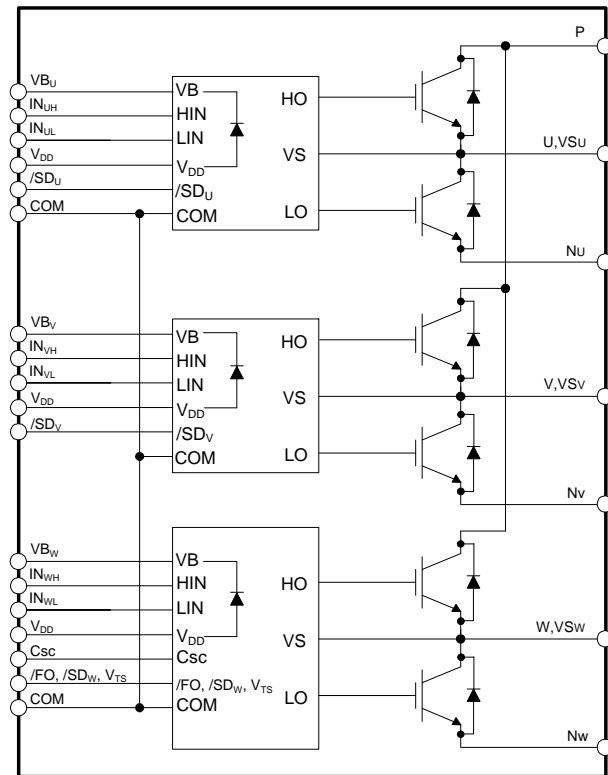 P
VBU
VB
HO
INUH
HIN
INUL
LIN
VS
U,VSU
VDD
VDD
/SDU
/SDU
LO
COM
COM
NU
VBV
VB
HO
INVH
HIN
INVL
LIN
VS
V,VSV
VDD
VDD
/SDV
/SDV
LO
COM
NV
VBW
VB
HO
INWH
HIN
INWL
LIN
VS
W,VSW
VDD
VDD
Csc
Csc
/FO, /SDW, VTS
/FO, /SDW, VTS
LO
COM
COM
NW